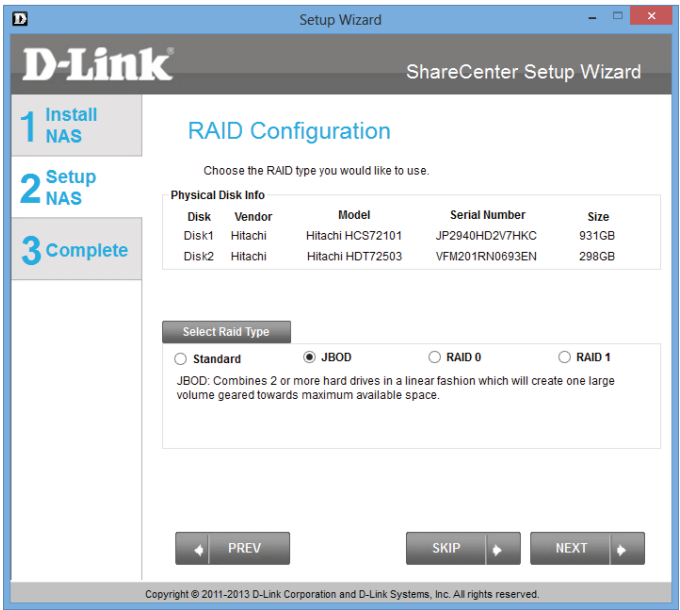 D
Setup Wizard
D-Link®
ShareCenter Setup Wizard
1 Install NAS
2 Setup NAS
3 Complete
RAID Configuration
Choose the RAID type you would like to use.
Physical Disk Info
Disk Vendor Model Serial Number Size
Disk1 Hitachi Hitachi HCS72101 JP2940HD2V7HKC 931GB
Disk2 Hitachi Hitachi HDT72503 VFM201RN0693EN 298GB
Select Raid Type
Standard JBOD RAID 0 RAID 1
JBOD: Combines 2 or more hard drives in a linear fashion which will create one large
volume geared towards maximum available space.
PREV SKIP NEXT
Copyright © 2011-2013 D-Link Corporation and D-Link Systems, Inc. All rights reserved.